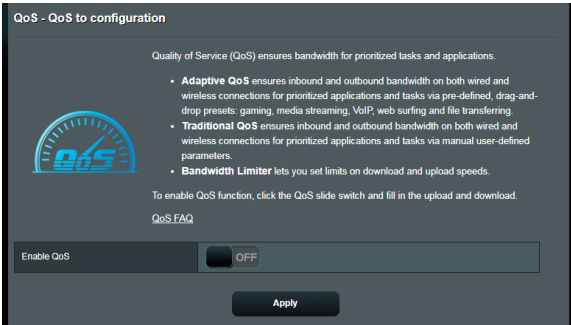 QoS - QoS to configuration
Quality of Service (QoS) ensures bandwidth for prioritized tasks and applications.
• Adaptive QoS ensures inbound and outbound bandwidth on both wired and
wireless connections for prioritized applications and tasks via pre-defined, drag-and-
drop presets: gaming, media streaming, VoIP, web surfing and file transferring.
• Traditional QoS ensures inbound and outbound bandwidth on both wired and
wireless connections for prioritized applications and tasks via manual user-defined
parameters.
• Bandwidth Limiter lets you set limits on download and upload speeds.
QoS
To enable QoS function, click the QoS slide switch and fill in the upload and download.
QoS FAQ
Enable QoS
OFF
Apply